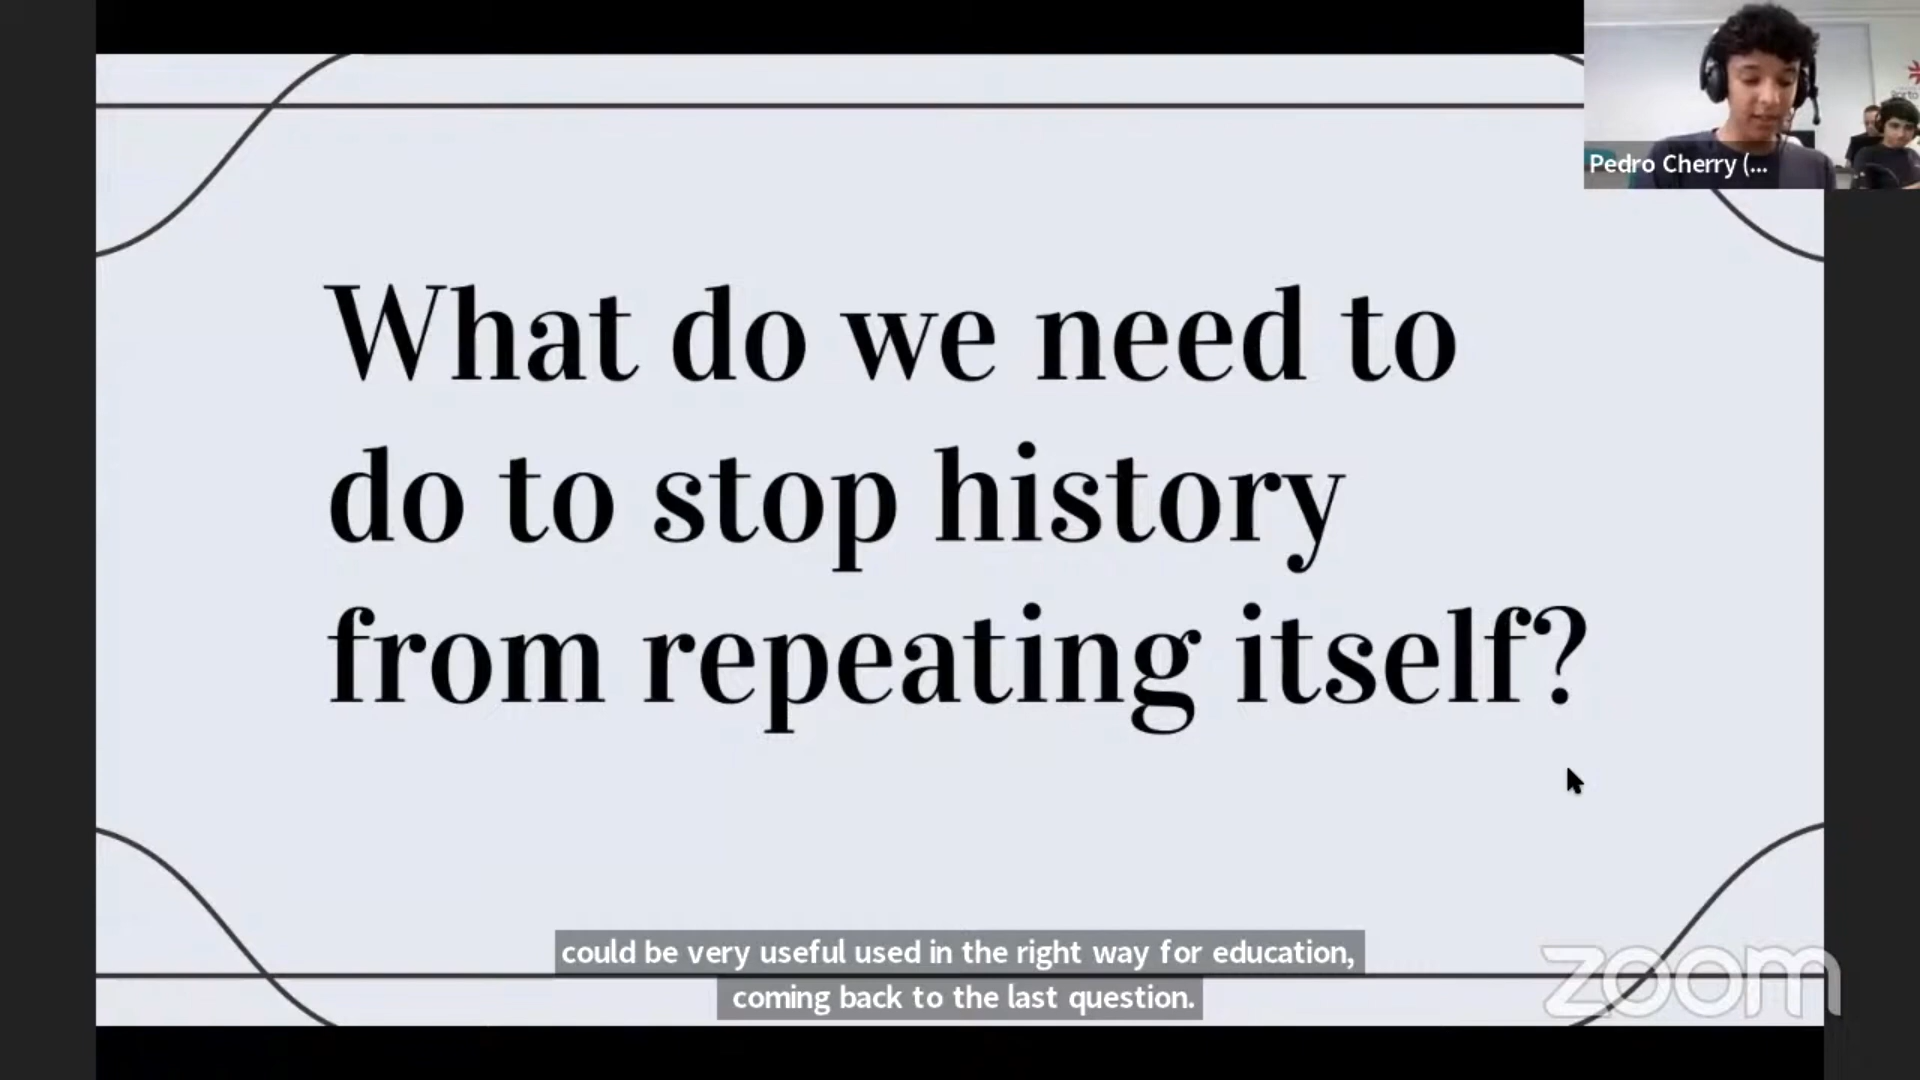 Pedro Cherry (...
What do we need to
do to stop history
from repeating itself?
could be very useful used in the right way for education,
coming back to the last question.
zoom